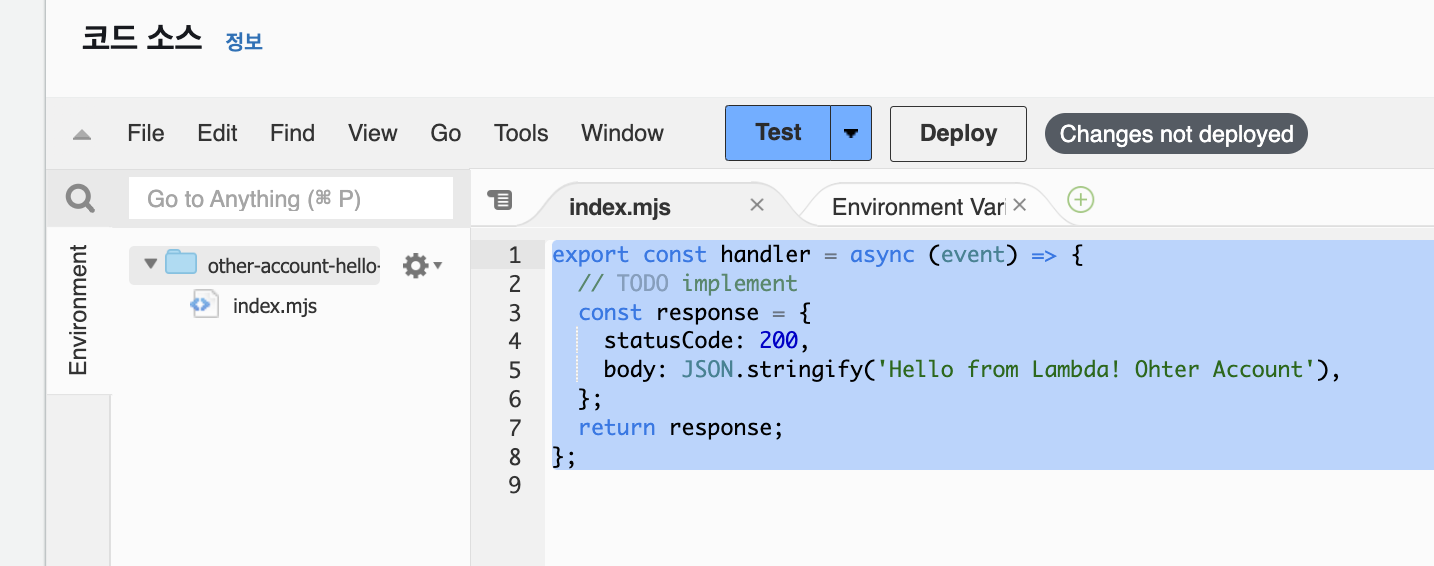 코드 소스 정보
File Edit Find View Go Tools Window Test Deploy Changes not deployed
Go to Anything (⌘ P)
index.mjs
Environment Vari
Environment
other-account-hello-
index.mjs
1 export const handler = async (event) => {
2 // TODO implement
3 const response = {
4 statusCode: 200,
5 body: JSON.stringify('Hello from Lambda! Ohter Account'),
6 };
7 return response;
8 };
9